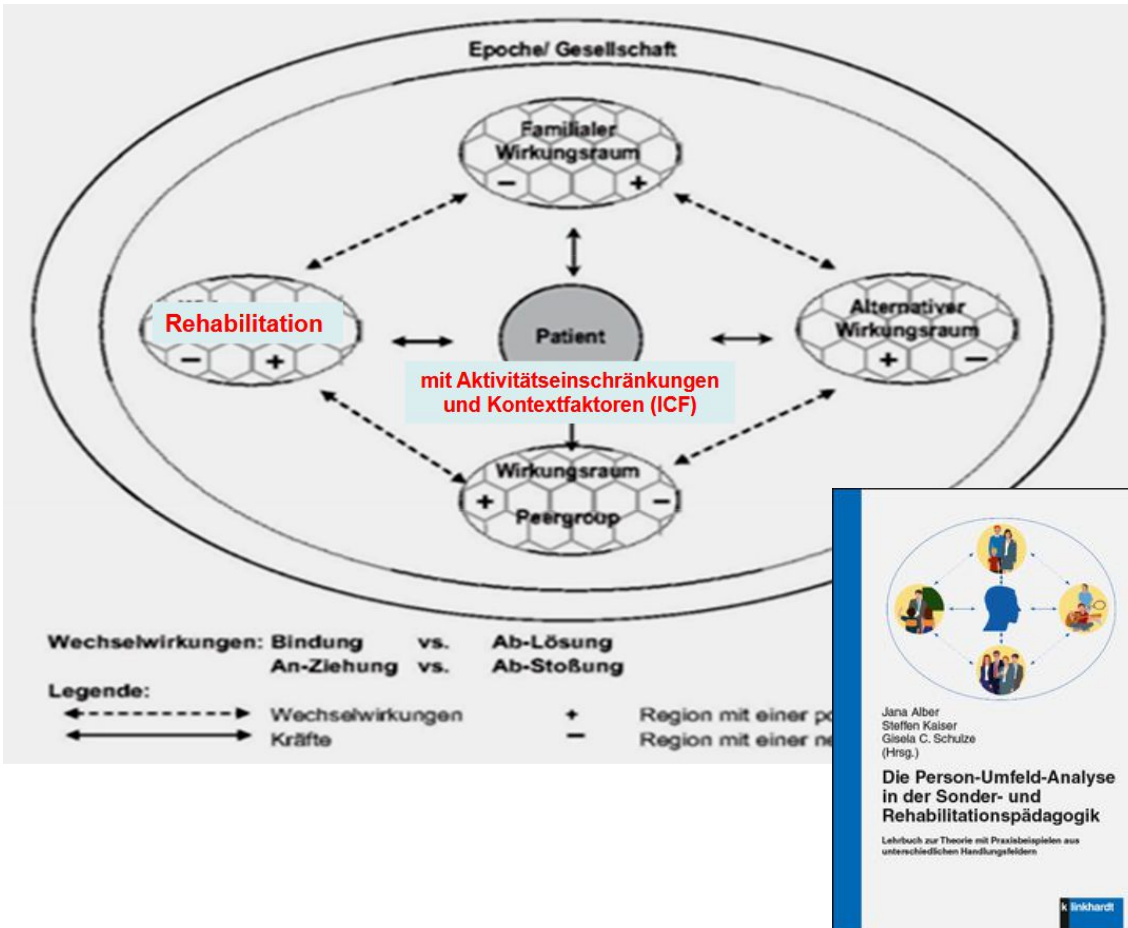 Epoche/ Gesellschaft
Familialer
Wirkungsraum
− +
Rehabilitation
− +
Patient
mit Aktivitätseinschränkungen
und Kontextfaktoren (ICF)
Alternativer
Wirkungsraum
+ −
Wirkungsraum
+ −
Peergroup
Wechselwirkungen: Bindung vs. Ab-Lösung
An-Ziehung vs. Ab-Stoßung
Legende:
Wechselwirkungen + Region mit einer
Kräfte − Region mit einer
Jana Alber
Steffen Kaiser
Gisela C. Schulze
(Hrsg.)
Die Person-Umfeld-Analyse
in der Sonder- und
Rehabilitationspädagogik
Lehrbuch zur Theorie mit Praxisbeispielen aus
unterschiedlichen Handlungsfeldern
k linkhardt